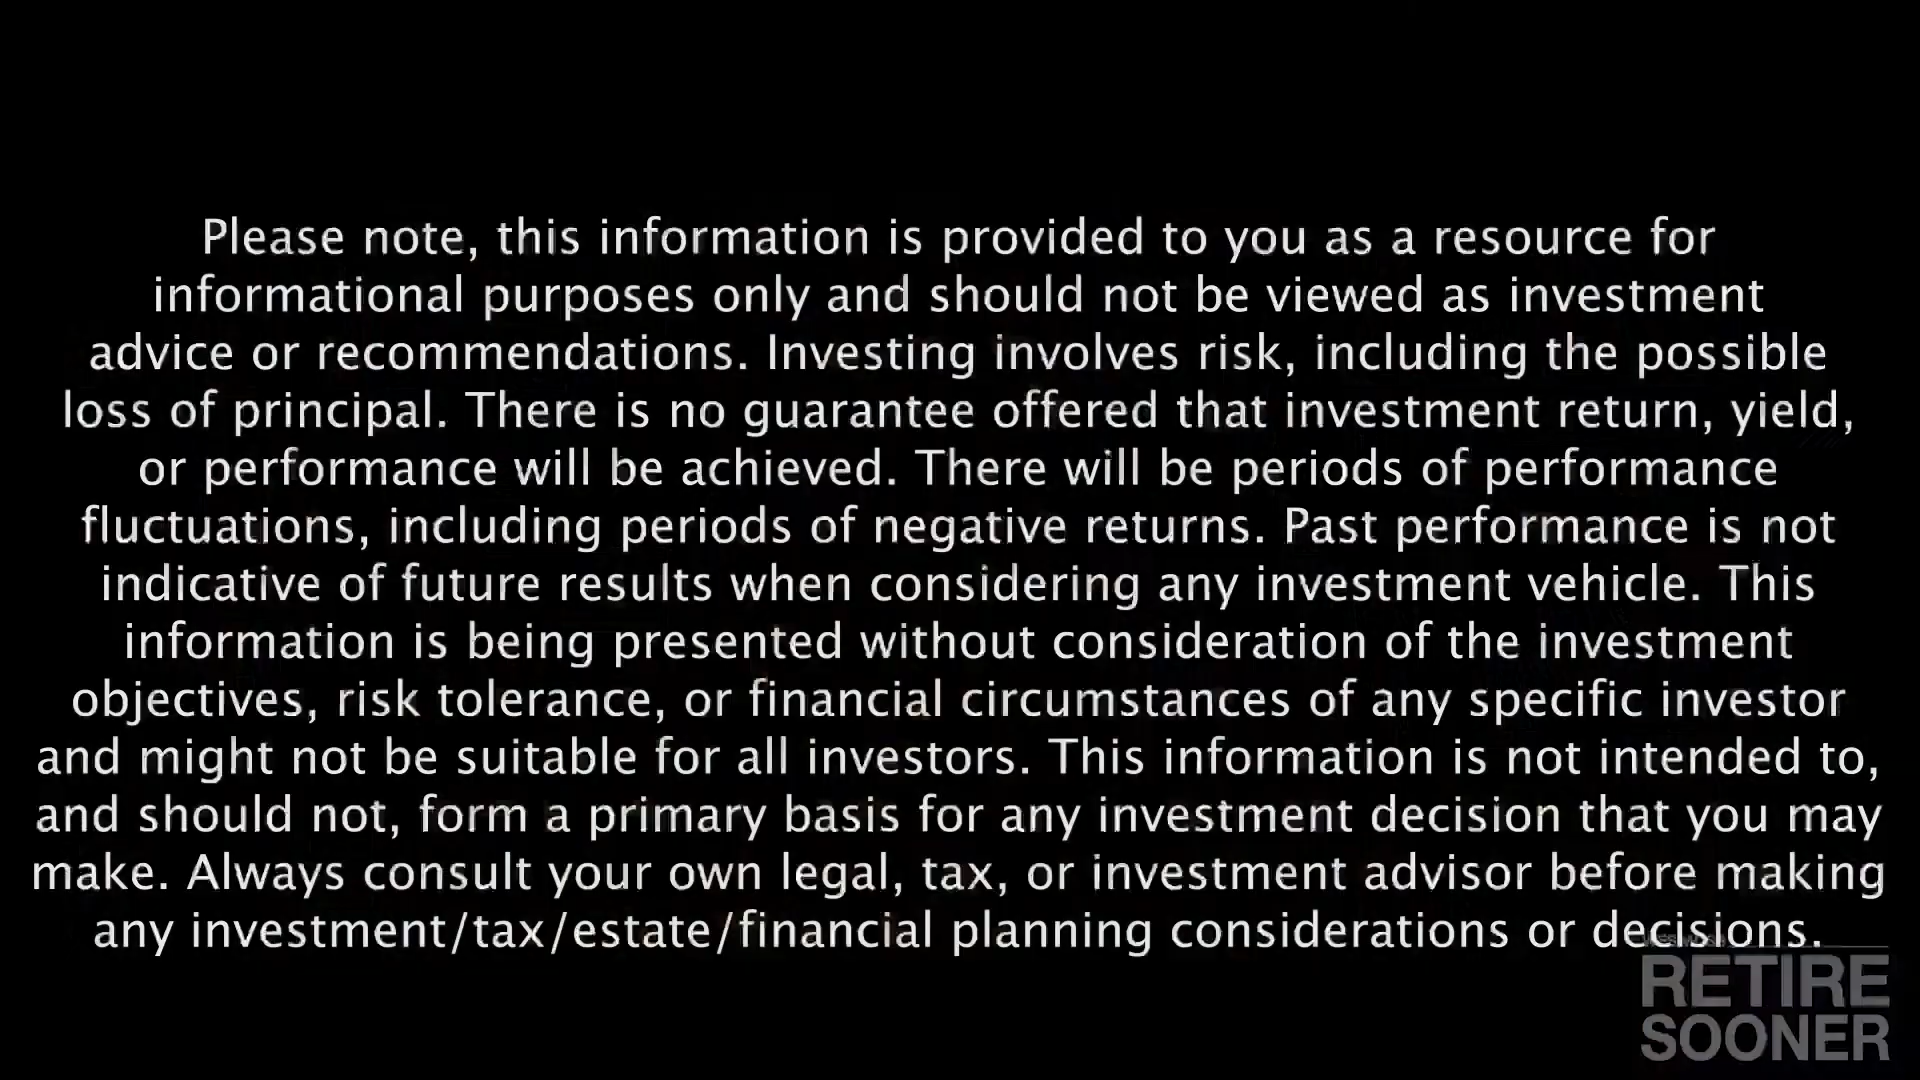 Please note, this information is provided to you as a resource for
informational purposes only and should not be viewed as investment
advice or recommendations. Investing involves risk, including the possible
loss of principal. There is no guarantee offered that investment return, yield,
or performance will be achieved. There will be periods of performance
fluctuations, including periods of negative returns. Past performance is not
indicative of future results when considering any investment vehicle. This
information is being presented without consideration of the investment
objectives, risk tolerance, or financial circumstances of any specific investor
and might not be suitable for all investors. This information is not intended to,
and should not, form a primary basis for any investment decision that you may
make. Always consult your own legal, tax, or investment advisor before making
any investment/tax/estate/financial planning considerations or decisions.
RETIRE
SOONER